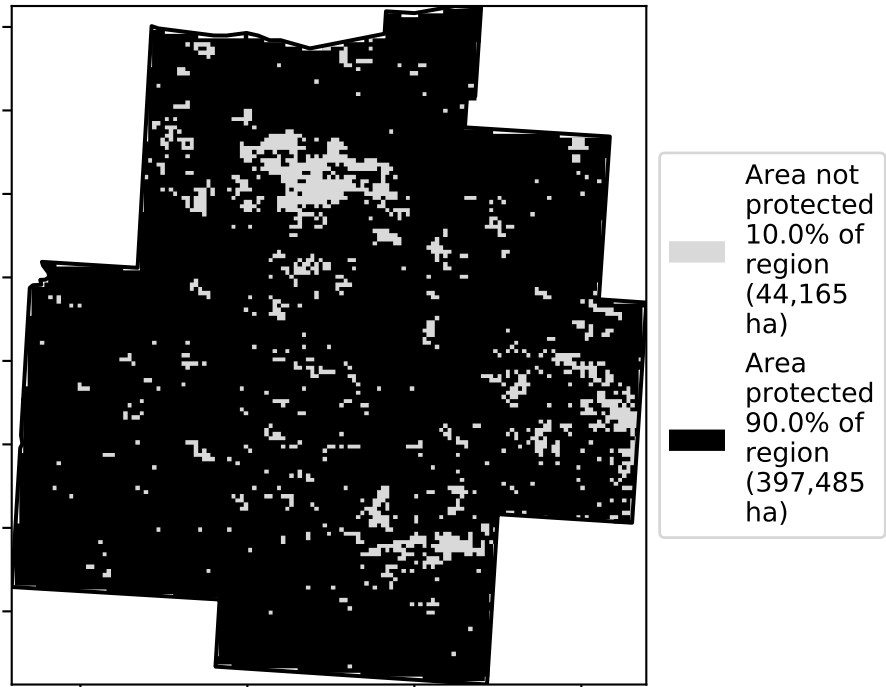 Area not
protected
10.0% of
region
(44,165
ha)
Area
protected
90.0% of
region
(397,485
ha)